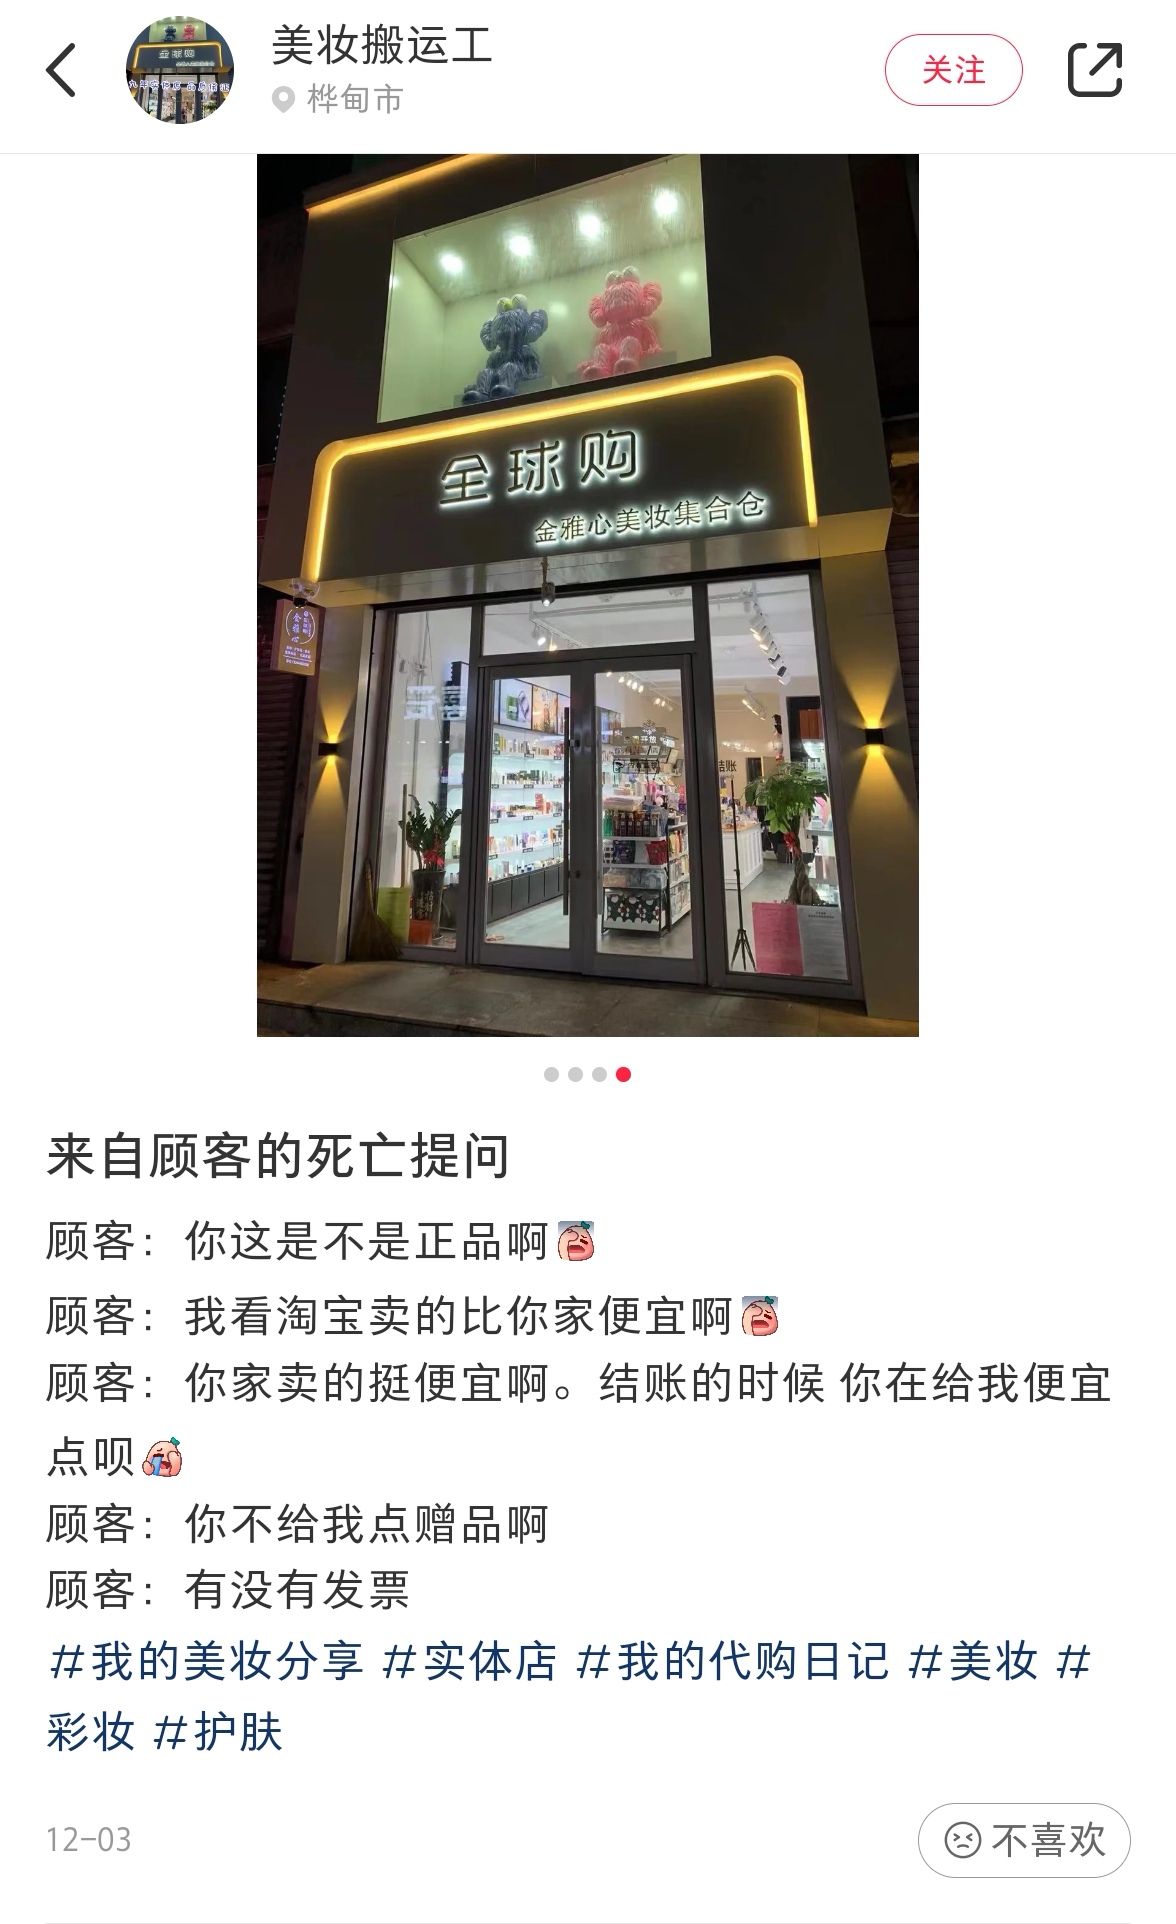 美妆搬运工
桦甸市
关注
全球购
金雅心美妆集合仓
结账
来自顾客的死亡提问
顾客：你这是不是正品啊
顾客：我看淘宝卖的比你家便宜啊
顾客：你家卖的挺便宜啊。结账的时候 你在给我便宜
点呗
顾客：你不给我点赠品啊
顾客：有没有发票
#我的美妆分享 #实体店 #我的代购日记 #美妆 #
彩妆 #护肤
12-03
不喜欢